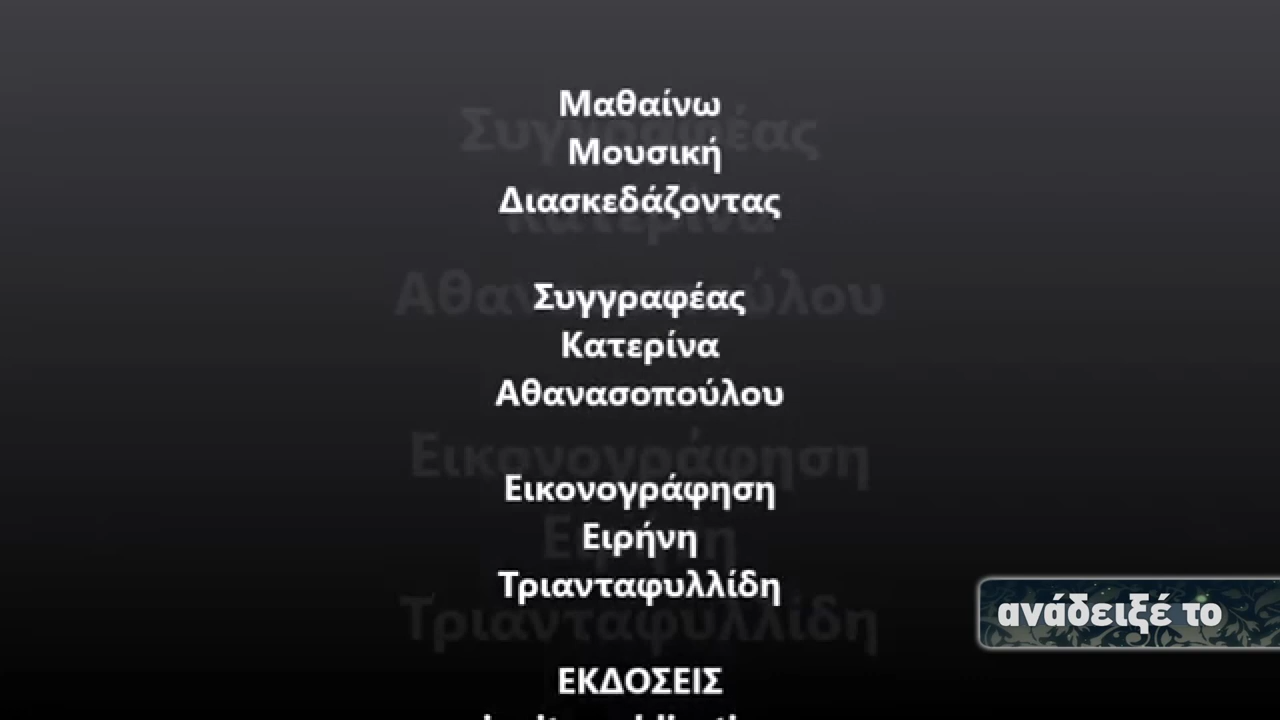 Μαθαίνω
Μουσική
Διασκεδάζοντας
Συγγραφέας
Κατερίνα
Αθανασοπούλου
Εικονογράφηση
Ειρήνη
Τριανταφυλλίδη
ανάδειξέ το
ΕΚΔΟΣΕΙΣ